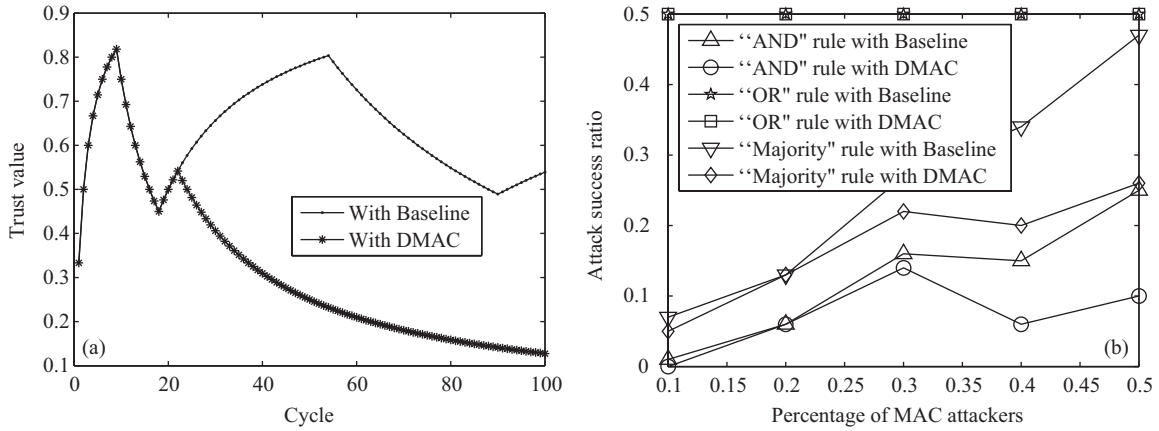 0.9
0.8
0.7
0.6
0.5
0.4
0.3
0.2
0.1
Trust value
With Baseline
With DMAC
(a)
0 20 40 60 80 100
Cycle
0.5
0.4
0.3
0.2
0.1
0
Attack success ratio
‘‘AND" rule with Baseline
‘‘AND" rule with DMAC
‘‘OR" rule with Baseline
‘‘OR" rule with DMAC
‘‘Majority" rule with Baseline
‘‘Majority" rule with DMAC
(b)
0.1 0.15 0.2 0.25 0.3 0.35 0.4 0.45 0.5
Percentage of MAC attackers